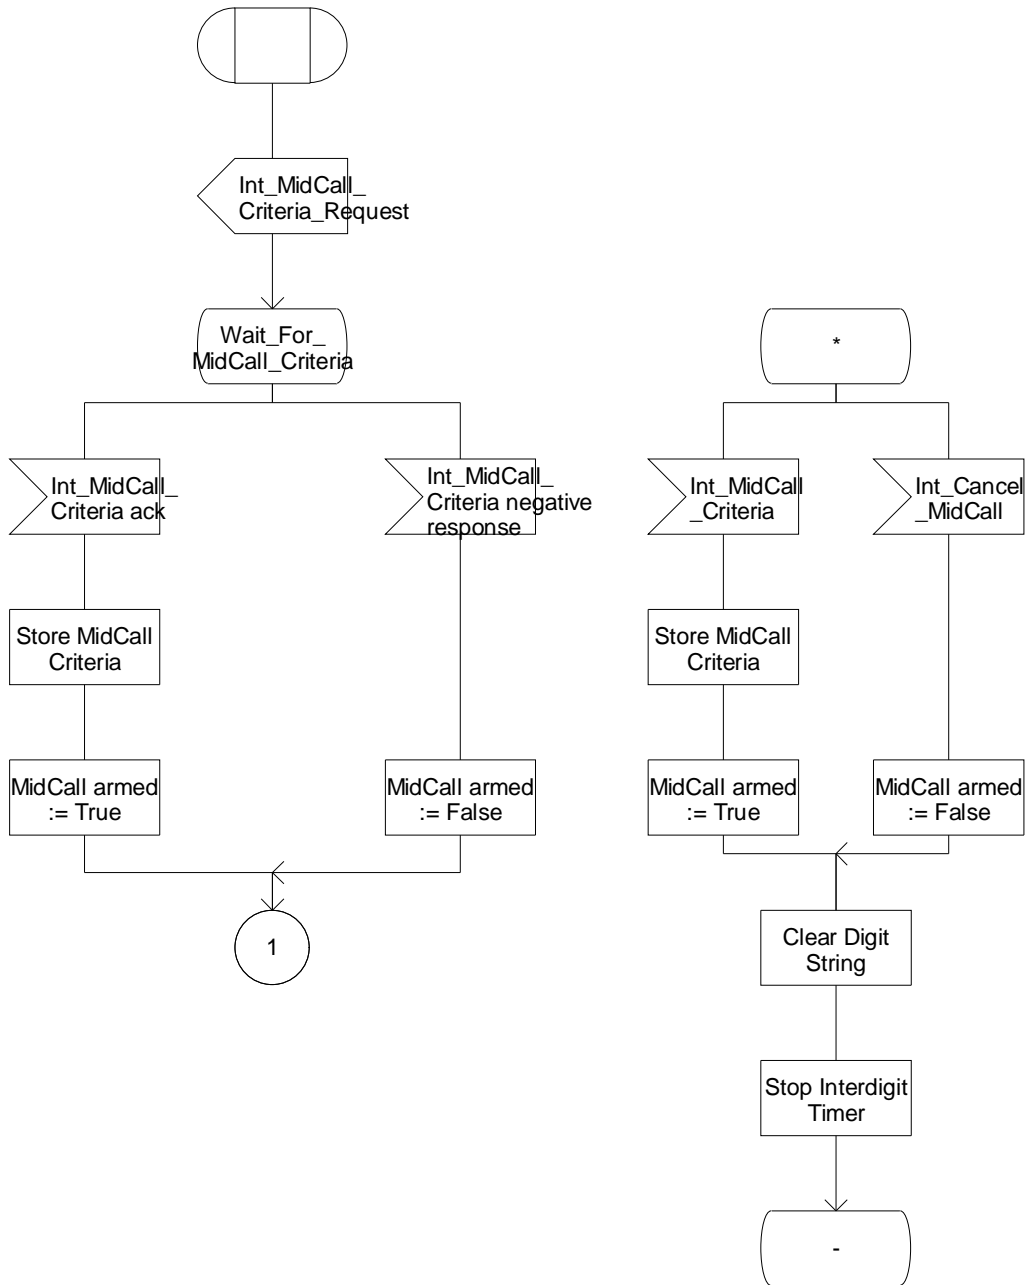 Int_MidCall_
Criteria_Request
Wait_For_
MidCall_Criteria
Int_MidCall_
Criteria ack
Int_MidCall_
Criteria negative
response
Store MidCall
Criteria
MidCall armed
:= True
MidCall armed
:= False
1
*
Int_MidCall
_Criteria
Int_Cancel
_MidCall
Store MidCall
Criteria
MidCall armed
:= True
MidCall armed
:= False
Clear Digit
String
Stop Interdigit
Timer
-